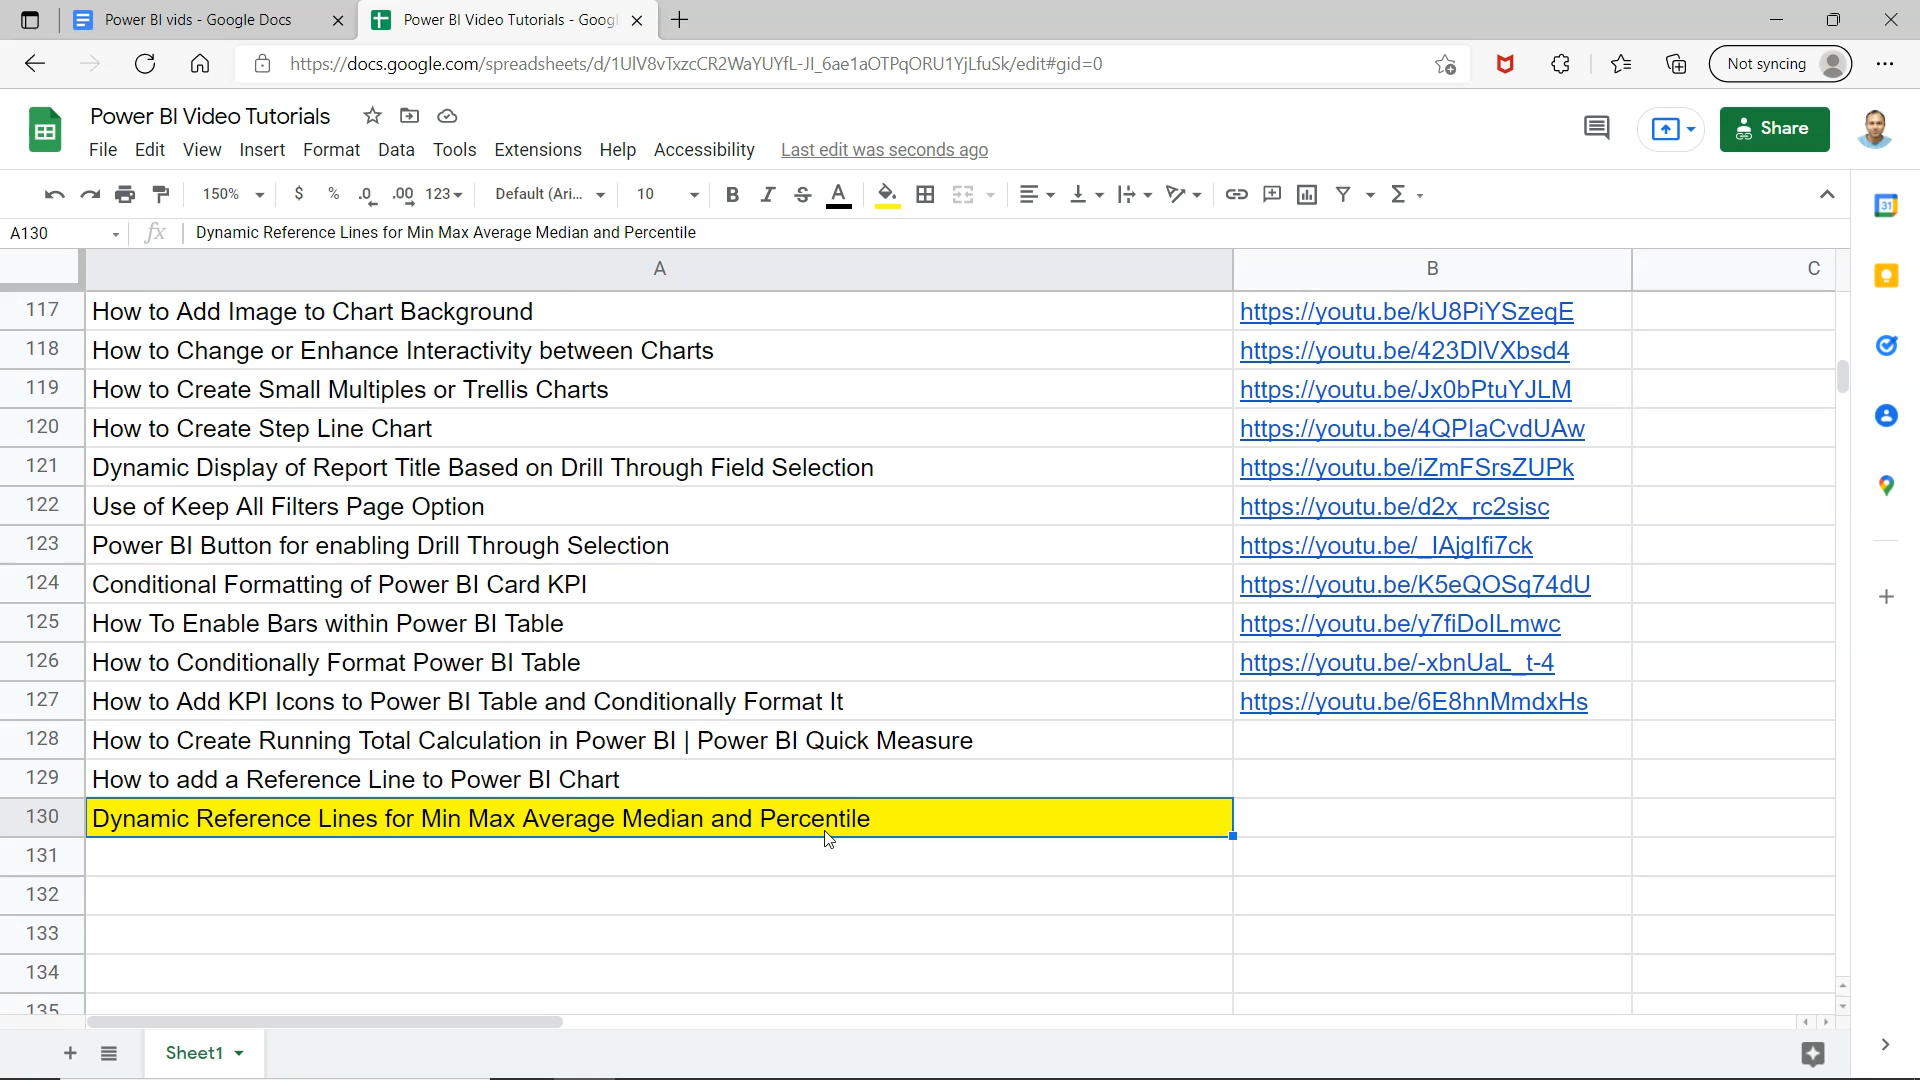 Power BI vids - Google Docs
Power BI Video Tutorials - Googl
https://docs.google.com/spreadsheets/d/1UlV8vTxzcCR2WaYUYfL-JI_6ae1aOTPqORU1YjLfuSk/edit#gid=0
Not syncing
Power BI Video Tutorials
File Edit View Insert Format Data Tools Extensions Help Accessibility Last edit was seconds ago
Share
150% $ % .0 .00 123 Default (Ari... 10 B I S A Σ
31
A130 fx Dynamic Reference Lines for Min Max Average Median and Percentile
A B C
117 How to Add Image to Chart Background https://youtu.be/kU8PiYSzeqE
118 How to Change or Enhance Interactivity between Charts https://youtu.be/423DlVXbsd4
119 How to Create Small Multiples or Trellis Charts https://youtu.be/Jx0bPtuYJLM
120 How to Create Step Line Chart https://youtu.be/4QPlaCvdUAw
121 Dynamic Display of Report Title Based on Drill Through Field Selection https://youtu.be/iZmFSrsZUPk
122 Use of Keep All Filters Page Option https://youtu.be/d2x_rc2sisc
123 Power BI Button for enabling Drill Through Selection https://youtu.be/_IAjglfi7ck
124 Conditional Formatting of Power BI Card KPI https://youtu.be/K5eQOSq74dU
125 How To Enable Bars within Power BI Table https://youtu.be/y7fiDolLmwc
126 How to Conditionally Format Power BI Table https://youtu.be/-xbnUaL_t-4
127 How to Add KPI Icons to Power BI Table and Conditionally Format It https://youtu.be/6E8hnMmdxHs
128 How to Create Running Total Calculation in Power BI | Power BI Quick Measure
129 How to add a Reference Line to Power BI Chart
130 Dynamic Reference Lines for Min Max Average Median and Percentile
131
132
133
134
135
Sheet1